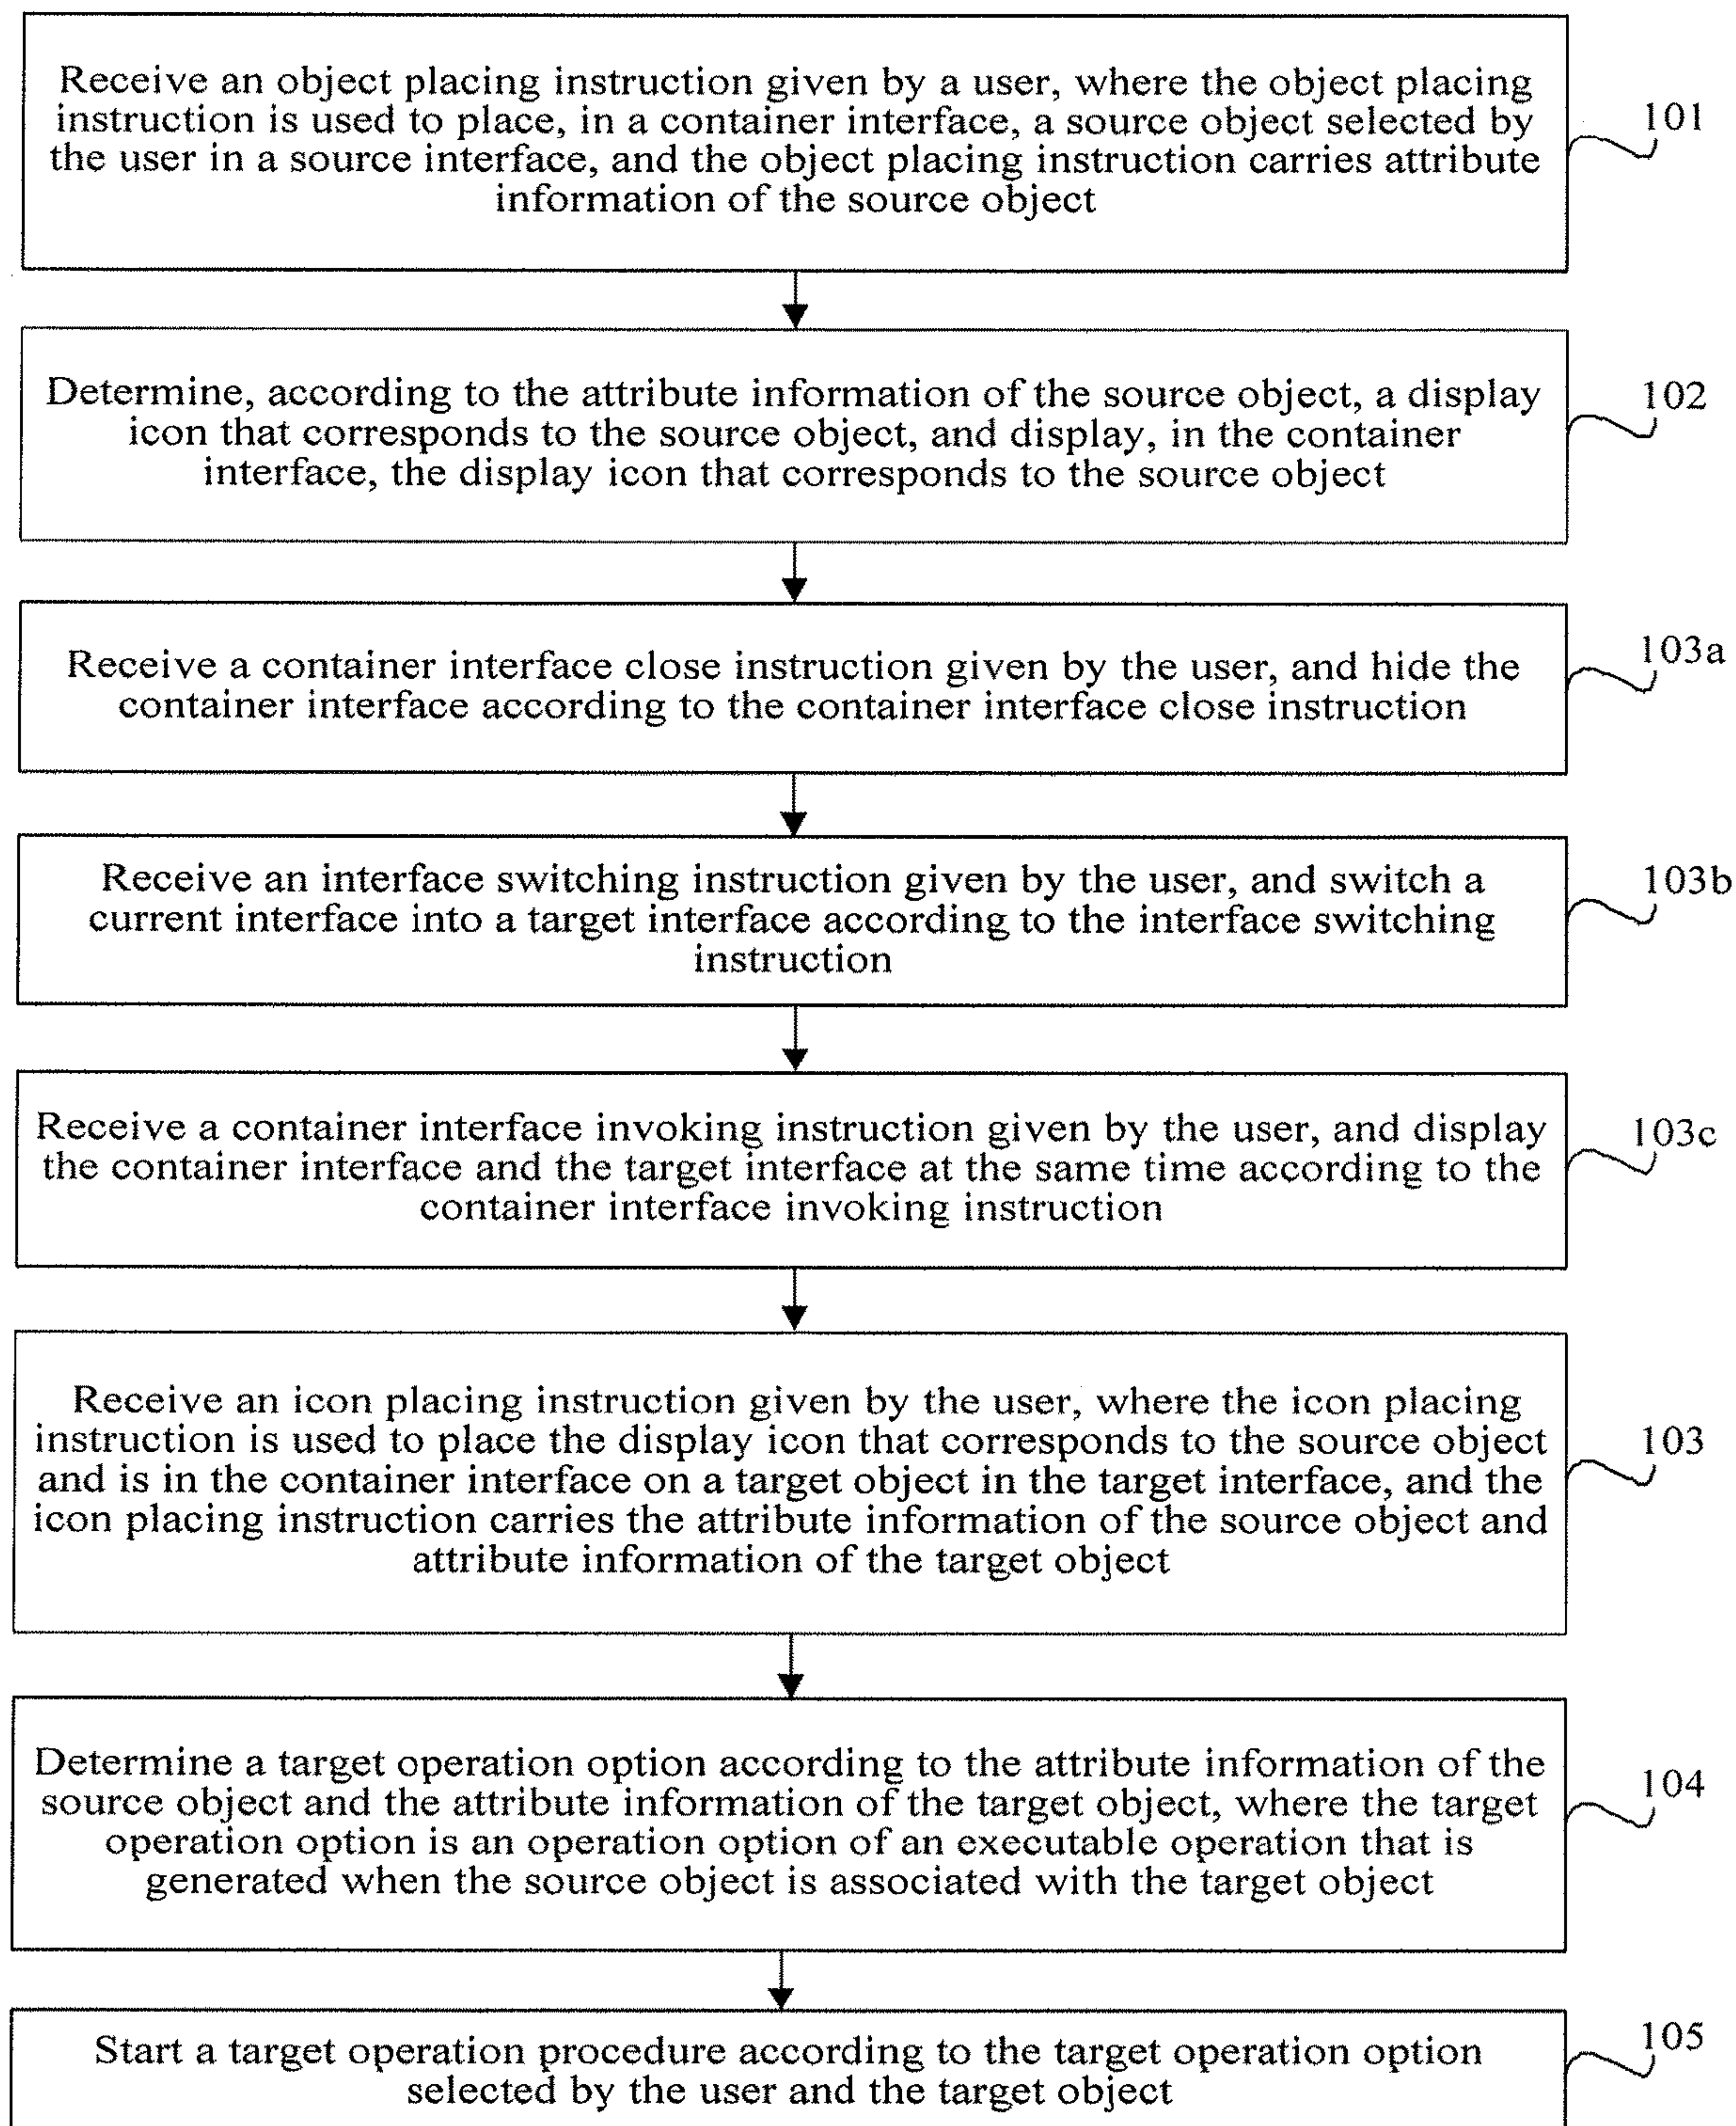 Receive an object placing instruction given by a user, where the object placing
instruction is used to place, in a container interface, a source object selected by
the user in a source interface, and the object placing instruction carries attribute
information of the source object
101
Determine, according to the attribute information of the source object, a display
icon that corresponds to the source object, and display, in the container
interface, the display icon that corresponds to the source object
102
Receive a container interface close instruction given by the user, and hide the
container interface according to the container interface close instruction
103a
Receive an interface switching instruction given by the user, and switch a
current interface into a target interface according to the interface switching
instruction
103b
Receive a container interface invoking instruction given by the user, and display
the container interface and the target interface at the same time according to the
container interface invoking instruction
103c
Receive an icon placing instruction given by the user, where the icon placing
instruction is used to place the display icon that corresponds to the source object
and is in the container interface on a target object in the target interface, and the
icon placing instruction carries the attribute information of the source object and
attribute information of the target object
103
Determine a target operation option according to the attribute information of the
source object and the attribute information of the target object, where the target
operation option is an operation option of an executable operation that is
generated when the source object is associated with the target object
104
Start a target operation procedure according to the target operation option
selected by the user and the target object
105